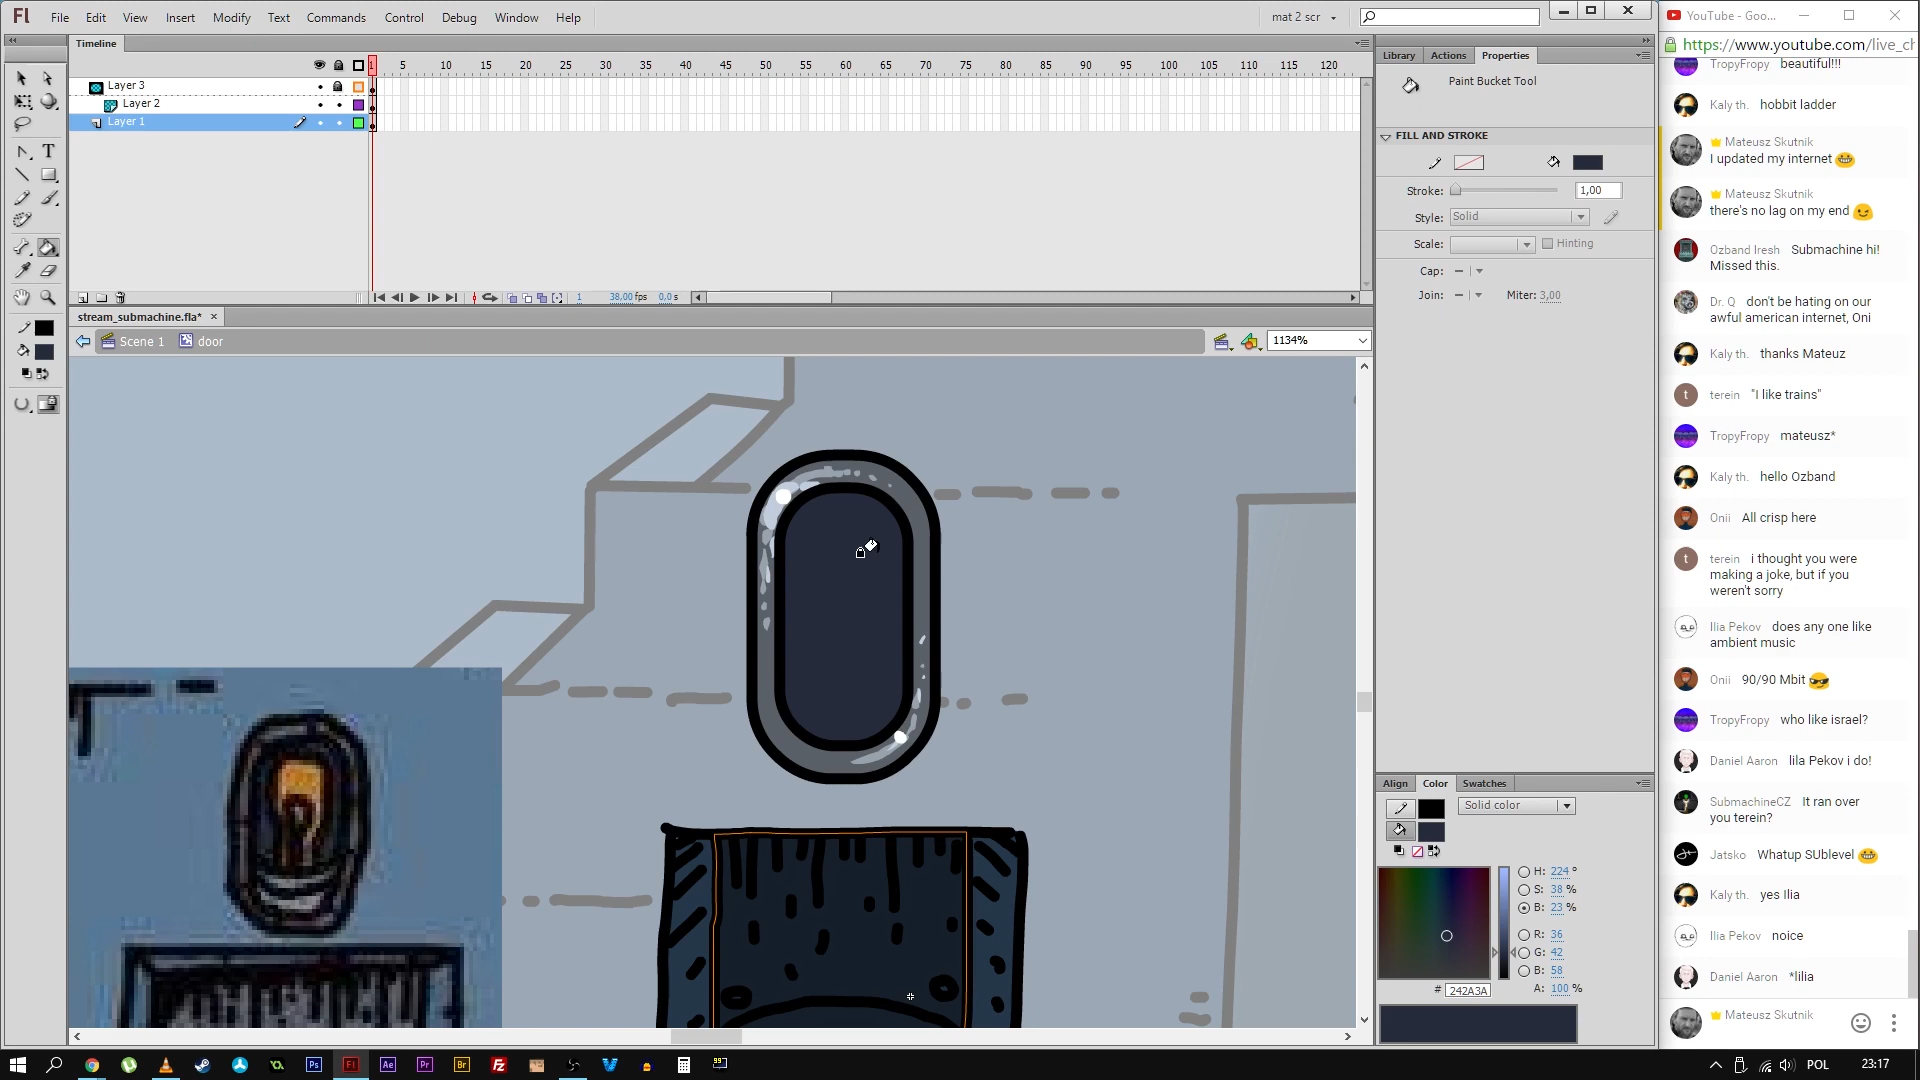 Fl File Edit View Insert Modify Text Commands Control Debug Window Help mat 2 scr
YouTube - Goo...
https://www.youtube.com/live_ch
Timeline
1 5 10 15 20 25 30 35 40 45 50 55 60 65 70 75 80 85 90 95 100 105 110 115 120
Layer 3
Layer 2
Layer 1
1 38,00 fps 0,0 s
stream_submachine.fla*
Scene 1 door
1134%
Library Actions Properties
Paint Bucket Tool
FILL AND STROKE
Stroke: 1,00
Style: Solid
Scale: Hinting
Cap:
Join: Miter: 3,00
Align Color Swatches
Solid color
H: 224 °
S: 38 %
B: 23 %
R: 36
G: 42
B: 58
# 242A3A
A: 100 %
TropyFropy beautiful!!!
Kaly th. hobbit ladder
Mateusz Skutnik
I updated my internet
Mateusz Skutnik
there's no lag on my end
Ozband Iresh Submachine hi!
Missed this.
Dr. Q don't be hating on our
awful american internet, Oni
Kaly th. thanks Mateuz
t terein "I like trains"
TropyFropy mateusz*
Kaly th. hello Ozband
Onii All crisp here
t terein i thought you were
making a joke, but if you
weren't sorry
Ilia Pekov does any one like
ambient music
Onii 90/90 Mbit
TropyFropy who like israel?
Daniel Aaron lila Pekov i do!
SubmachineCZ It ran over
you terein?
Jatsko Whatup SUblevel
Kaly th. yes Ilia
Ilia Pekov noice
Daniel Aaron *lilia
Mateusz Skutnik
Ps Fl Ae Pr Br Fz
POL 23:17